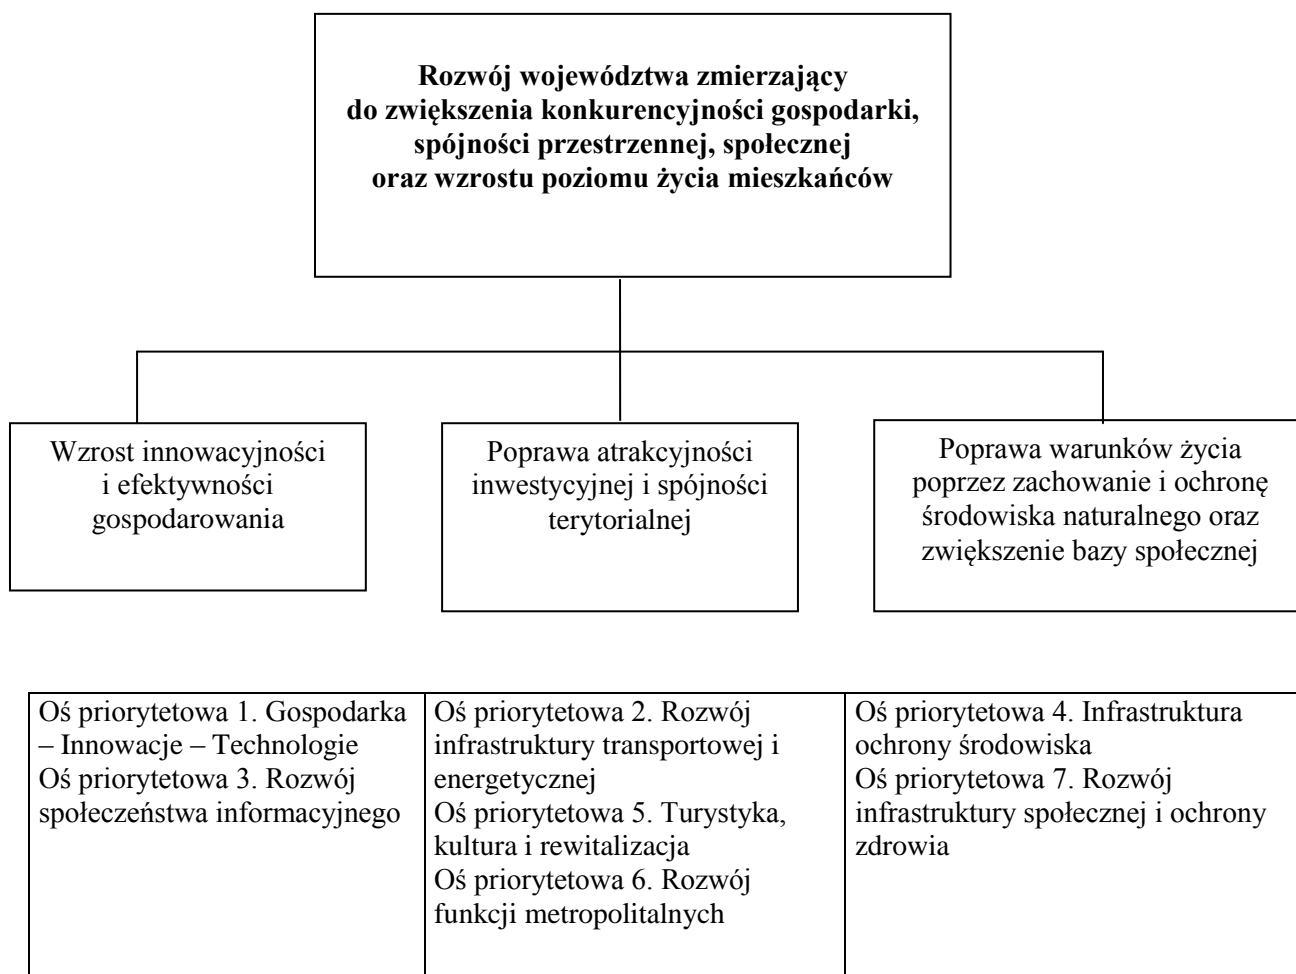 Rozwój województwa zmierzający
do zwiększenia konkurencyjności gospodarki,
spójności przestrzennej, społecznej
oraz wzrostu poziomu życia mieszkańców
Wzrost innowacyjności
i efektywności
gospodarowania
Poprawa atrakcyjności
inwestycyjnej i spójności
terytorialnej
Poprawa warunków życia
poprzez zachowanie i ochronę
środowiska naturalnego oraz
zwiększenie bazy społecznej
Oś priorytetowa 1. Gospodarka
– Innowacje – Technologie
Oś priorytetowa 3. Rozwój
społeczeństwa informacyjnego
Oś priorytetowa 2. Rozwój
infrastruktury transportowej i
energetycznej
Oś priorytetowa 5. Turystyka,
kultura i rewitalizacja
Oś priorytetowa 6. Rozwój
funkcji metropolitalnych
Oś priorytetowa 4. Infrastruktura
ochrony środowiska
Oś priorytetowa 7. Rozwój
infrastruktury społecznej i ochrony
zdrowia